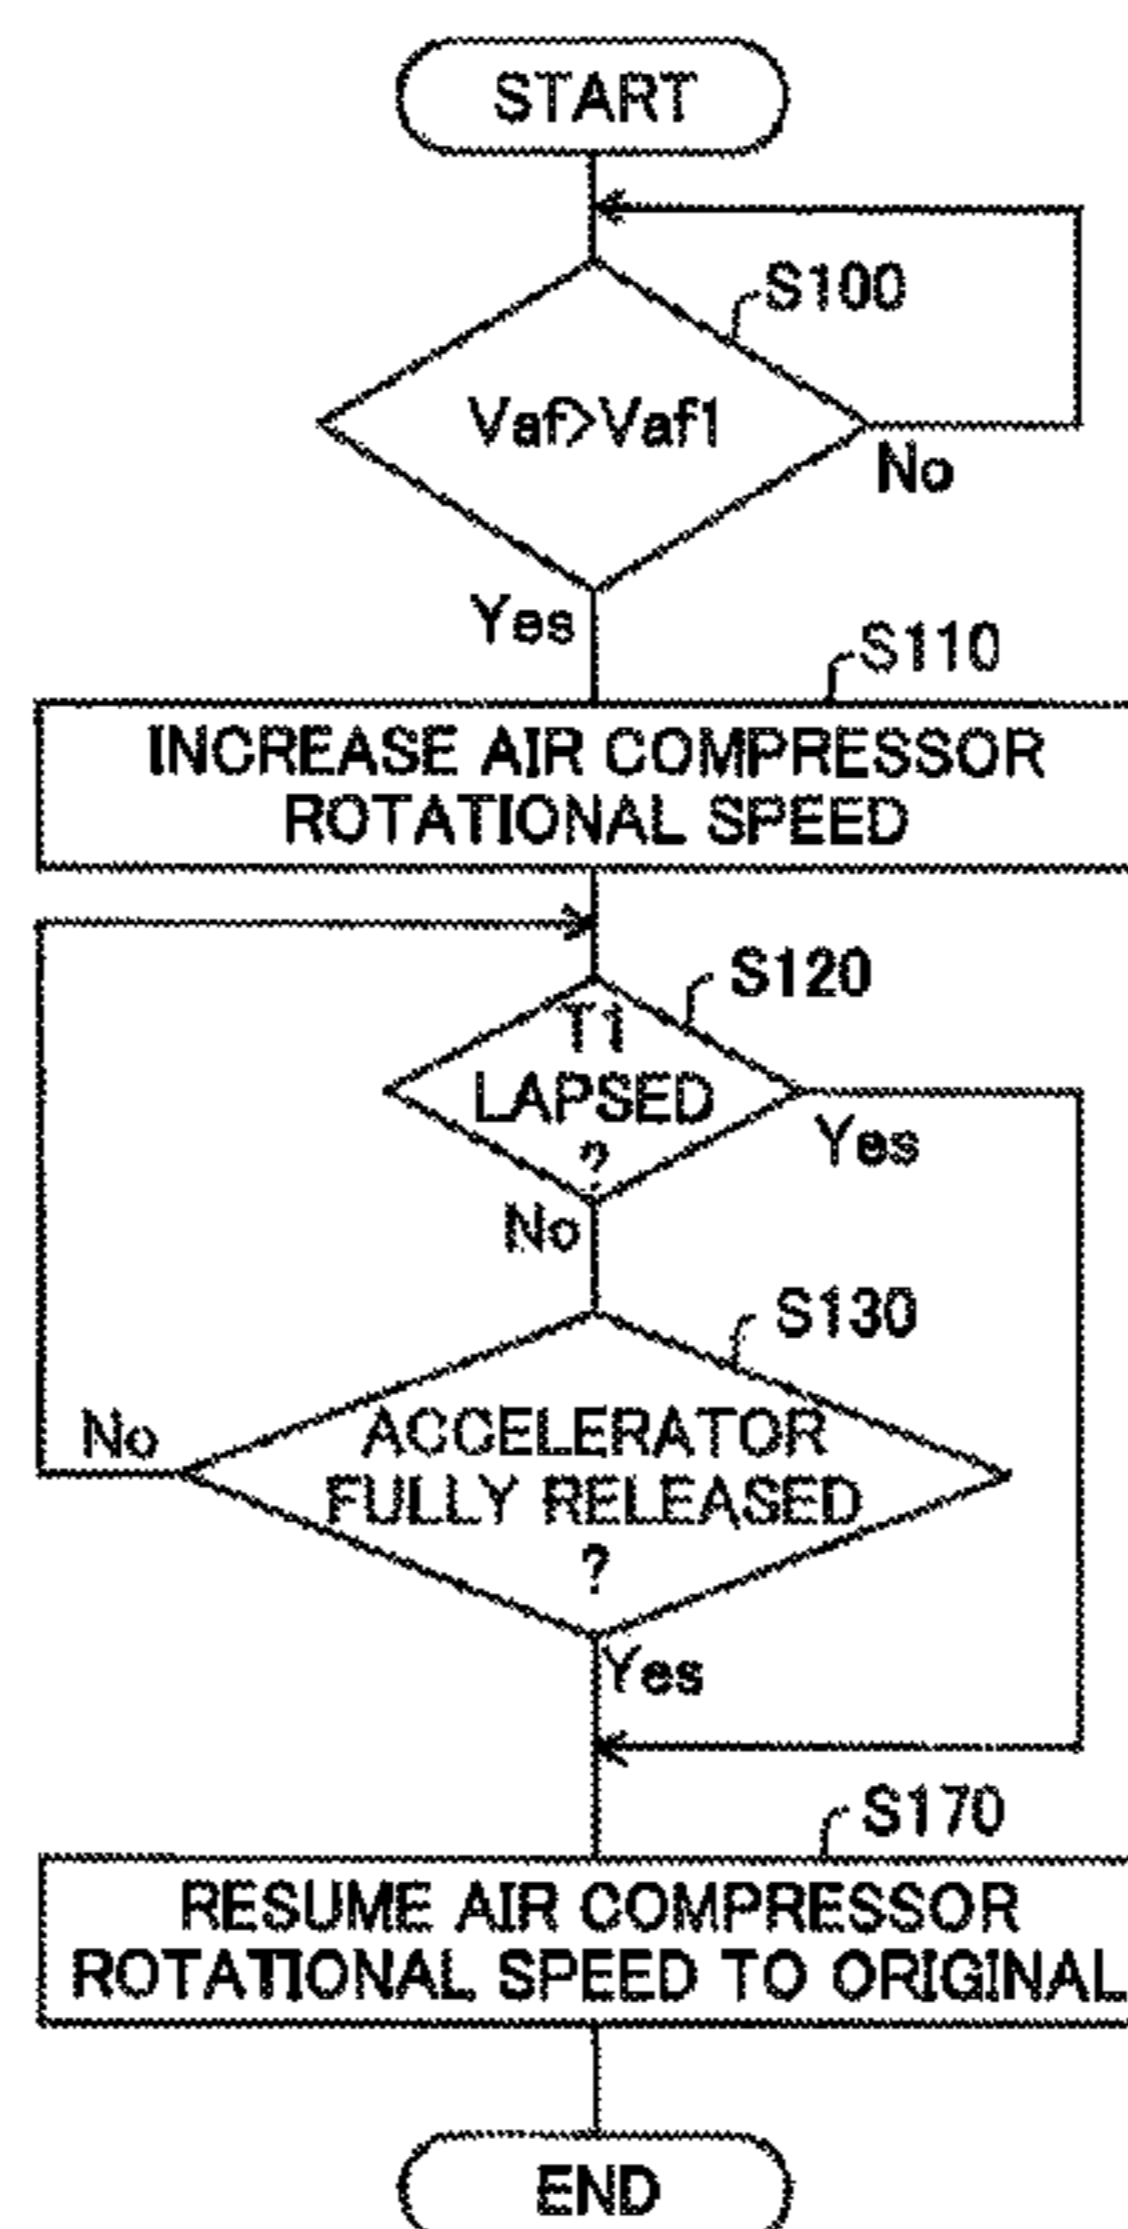 START
S100
Vaf>Vaf1
No
Yes
S110
INCREASE AIR COMPRESSOR
ROTATIONAL SPEED
S120
T1
LAPSED
?
Yes
No
S130
ACCELERATOR
FULLY RELEASED
?
No
Yes
S170
RESUME AIR COMPRESSOR
ROTATIONAL SPEED TO ORIGINAL
END